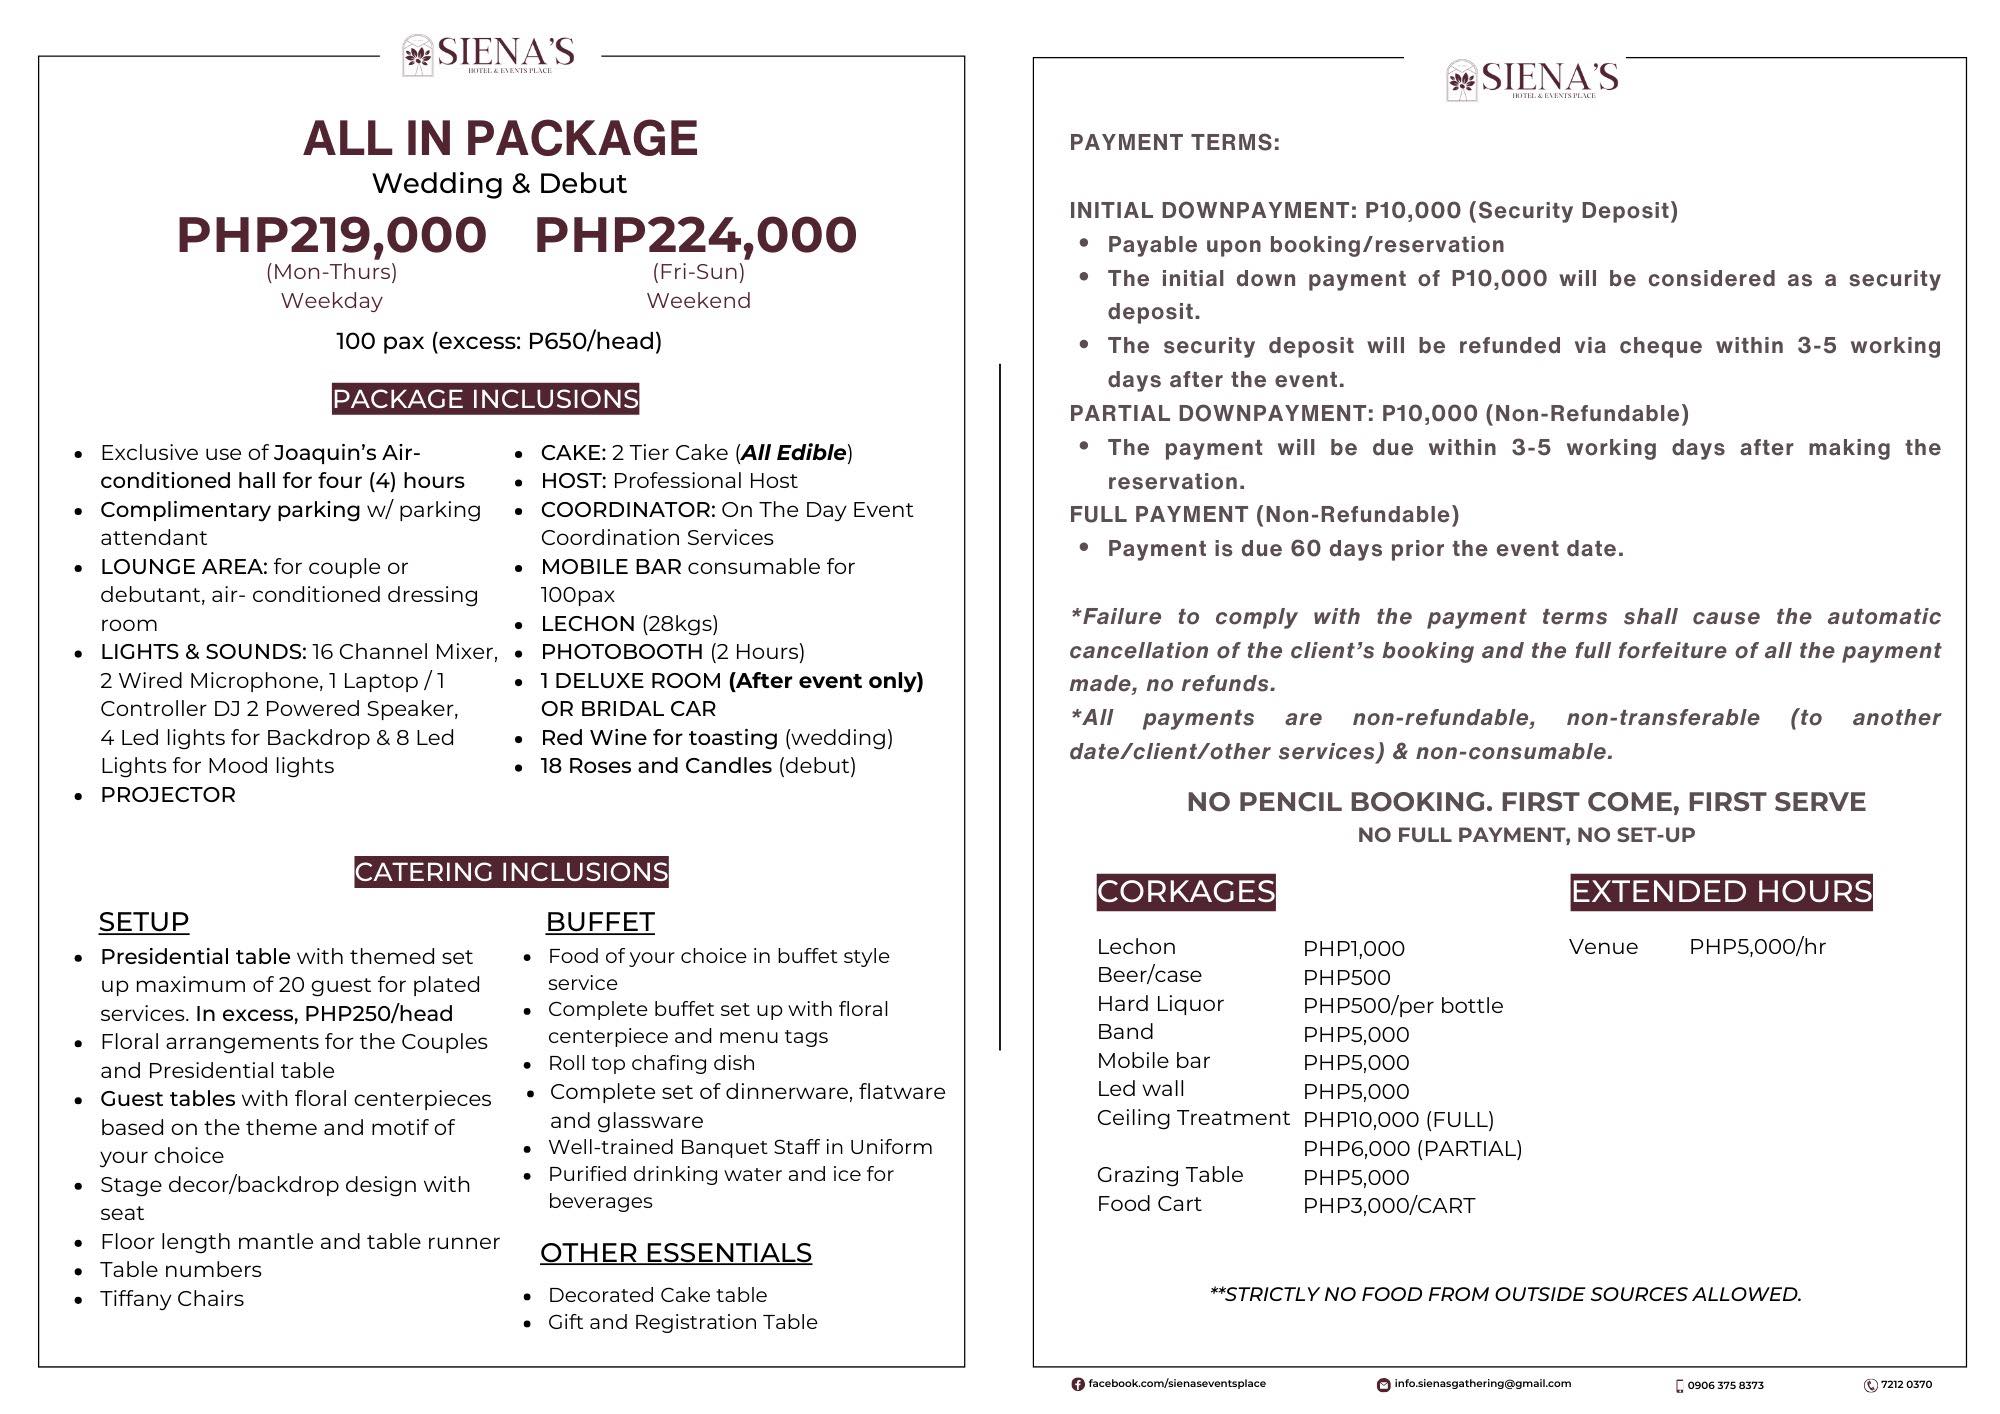 SIENA'S
HOTEL & EVENTS PLACE
ALL IN PACKAGE
Wedding & Debut
PHP219,000
(Mon-Thurs)
Weekday
PHP224,000
(Fri-Sun)
Weekend
100 pax (excess: P650/head)
PACKAGE INCLUSIONS
• Exclusive use of Joaquin's Air-
conditioned hall for four (4) hours
• Complimentary parking w/ parking
attendant
• LOUNGE AREA: for couple or
debutant, air- conditioned dressing
room
• LIGHTS & SOUNDS: 16 Channel Mixer,
2 Wired Microphone, 1 Laptop / 1
Controller DJ 2 Powered Speaker,
4 Led lights for Backdrop & 8 Led
Lights for Mood lights
• PROJECTOR
• CAKE: 2 Tier Cake (All Edible)
• HOST: Professional Host
• COORDINATOR: On The Day Event
Coordination Services
• MOBILE BAR consumable for
100pax
• LECHON (28kgs)
• PHOTOBOOTH (2 Hours)
• 1 DELUXE ROOM (After event only)
OR BRIDAL CAR
• Red Wine for toasting (wedding)
• 18 Roses and Candles (debut)
CATERING INCLUSIONS
SETUP
• Presidential table with themed set
up maximum of 20 guest for plated
services. In excess, PHP250/head
• Floral arrangements for the Couples
and Presidential table
• Guest tables with floral centerpieces
based on the theme and motif of
your choice
• Stage decor/backdrop design with
seat
• Floor length mantle and table runner
• Table numbers
• Tiffany Chairs
BUFFET
• Food of your choice in buffet style
service
• Complete buffet set up with floral
centerpiece and menu tags
• Roll top chafing dish
• Complete set of dinnerware, flatware
and glassware
• Well-trained Banquet Staff in Uniform
• Purified drinking water and ice for
beverages
OTHER ESSENTIALS
• Decorated Cake table
• Gift and Registration Table
SIENA'S
HOTEL & EVENTS PLACE
PAYMENT TERMS:
INITIAL DOWNPAYMENT: P10,000 (Security Deposit)
• Payable upon booking/reservation
• The initial down payment of P10,000 will be considered as a security
deposit.
• The security deposit will be refunded via cheque within 3-5 working
days after the event.
PARTIAL DOWNPAYMENT: P10,000 (Non-Refundable)
• The payment will be due within 3-5 working days after making the
reservation.
FULL PAYMENT (Non-Refundable)
• Payment is due 60 days prior the event date.
*Failure to comply with the payment terms shall cause the automatic
cancellation of the client's booking and the full forfeiture of all the payment
made, no refunds.
*All payments are non-refundable, non-transferable (to another
date/client/other services) & non-consumable.
NO PENCIL BOOKING. FIRST COME, FIRST SERVE
NO FULL PAYMENT, NO SET-UP
CORKAGES
Lechon PHP1,000
Beer/case PHP500
Hard Liquor PHP500/per bottle
Band PHP5,000
Mobile bar PHP5,000
Led wall PHP5,000
Ceiling Treatment PHP10,000 (FULL)
PHP6,000 (PARTIAL)
Grazing Table PHP5,000
Food Cart PHP3,000/CART
EXTENDED HOURS
Venue PHP5,000/hr
**STRICTLY NO FOOD FROM OUTSIDE SOURCES ALLOWED.
facebook.com/sienaseventsplace
info.sienasgathering@gmail.com
0906 375 8373
7212 0370